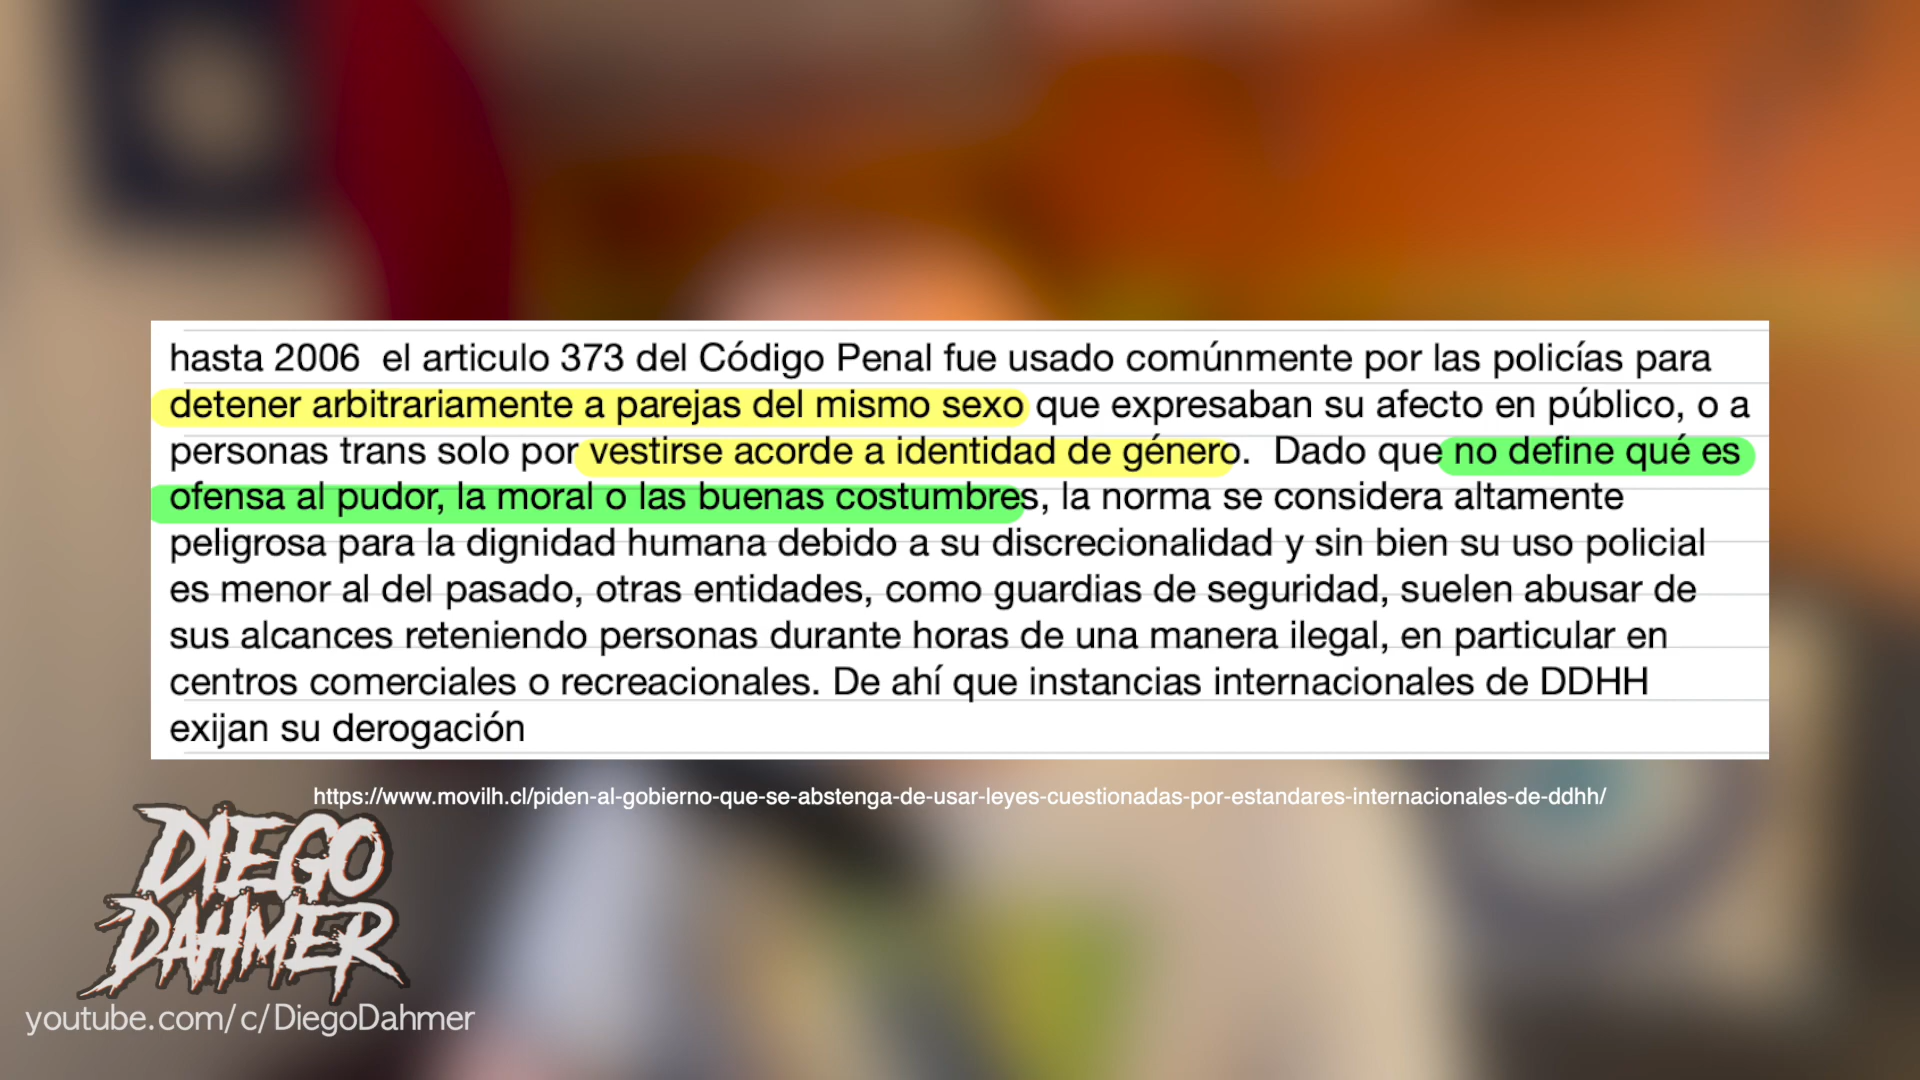 hasta 2006  el articulo 373 del Código Penal fue usado comúnmente por las policías para
detener arbitrariamente a parejas del mismo sexo que expresaban su afecto en público, o a
personas trans solo por vestirse acorde a identidad de género.  Dado que no define qué es
ofensa al pudor, la moral o las buenas costumbres, la norma se considera altamente
peligrosa para la dignidad humana debido a su discrecionalidad y sin bien su uso policial
es menor al del pasado, otras entidades, como guardias de seguridad, suelen abusar de
sus alcances reteniendo personas durante horas de una manera ilegal, en particular en
centros comerciales o recreacionales. De ahí que instancias internacionales de DDHH
exijan su derogación
https://www.movilh.cl/piden-al-gobierno-que-se-abstenga-de-usar-leyes-cuestionadas-por-estandares-internacionales-de-ddhh/
DIEGO
DAHMER
youtube.com/c/DiegoDahmer